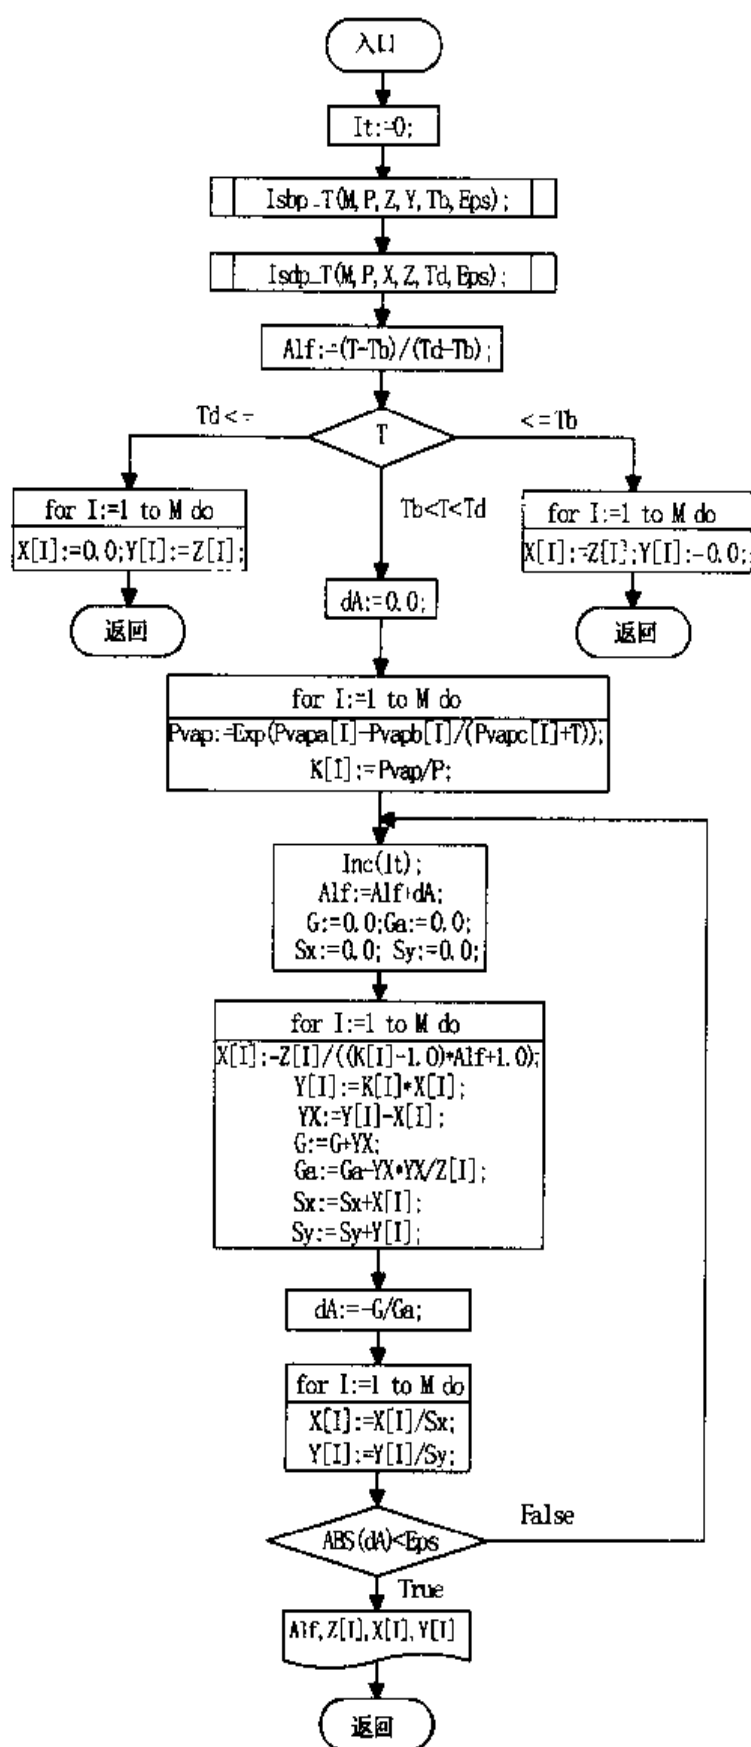 入口
It:=0;
Isbp_T(M,P,Z,Y,Tb,Eps);
Isdp_T(M,P,X,Z,Td,Eps);
Alf:=(T-Tb)/(Td-Tb);
Td<=
T
<=Tb
for I:=1 to M do
X[I]:=0.0;Y[I]:=Z[I];
返回
Tb<T<Td
for I:=1 to M do
X[I]:=Z[I];Y[I]:-0.0;
返回
dA:=0.0;
for I:=1 to M do
Pvap:=Exp(Pvapa[I]-Pvapb[I]/(Pvapc[I]+T));
K[I]:=Pvap/P;
Inc(It);
Alf:=Alf+dA;
G:=0.0;Ga:=0.0;
Sx:=0.0; Sy:=0.0;
for I:=1 to M do
X[I]:-Z[I]/((K[I]-1.0)*Alf+1.0);
Y[I]:=K[I]*X[I];
YX:=Y[I]-X[I];
G:=G+YX;
Ga:=Ga-YX*YX/Z[I];
Sx:=Sx+X[I];
Sy:=Sy+Y[I];
dA:=-G/Ga;
for I:=1 to M do
X[I]:=X[I]/Sx;
Y[I]:=Y[I]/Sy;
ABS(dA)<Eps
False
True
Alf,Z[I],X[I],Y[I]
返回